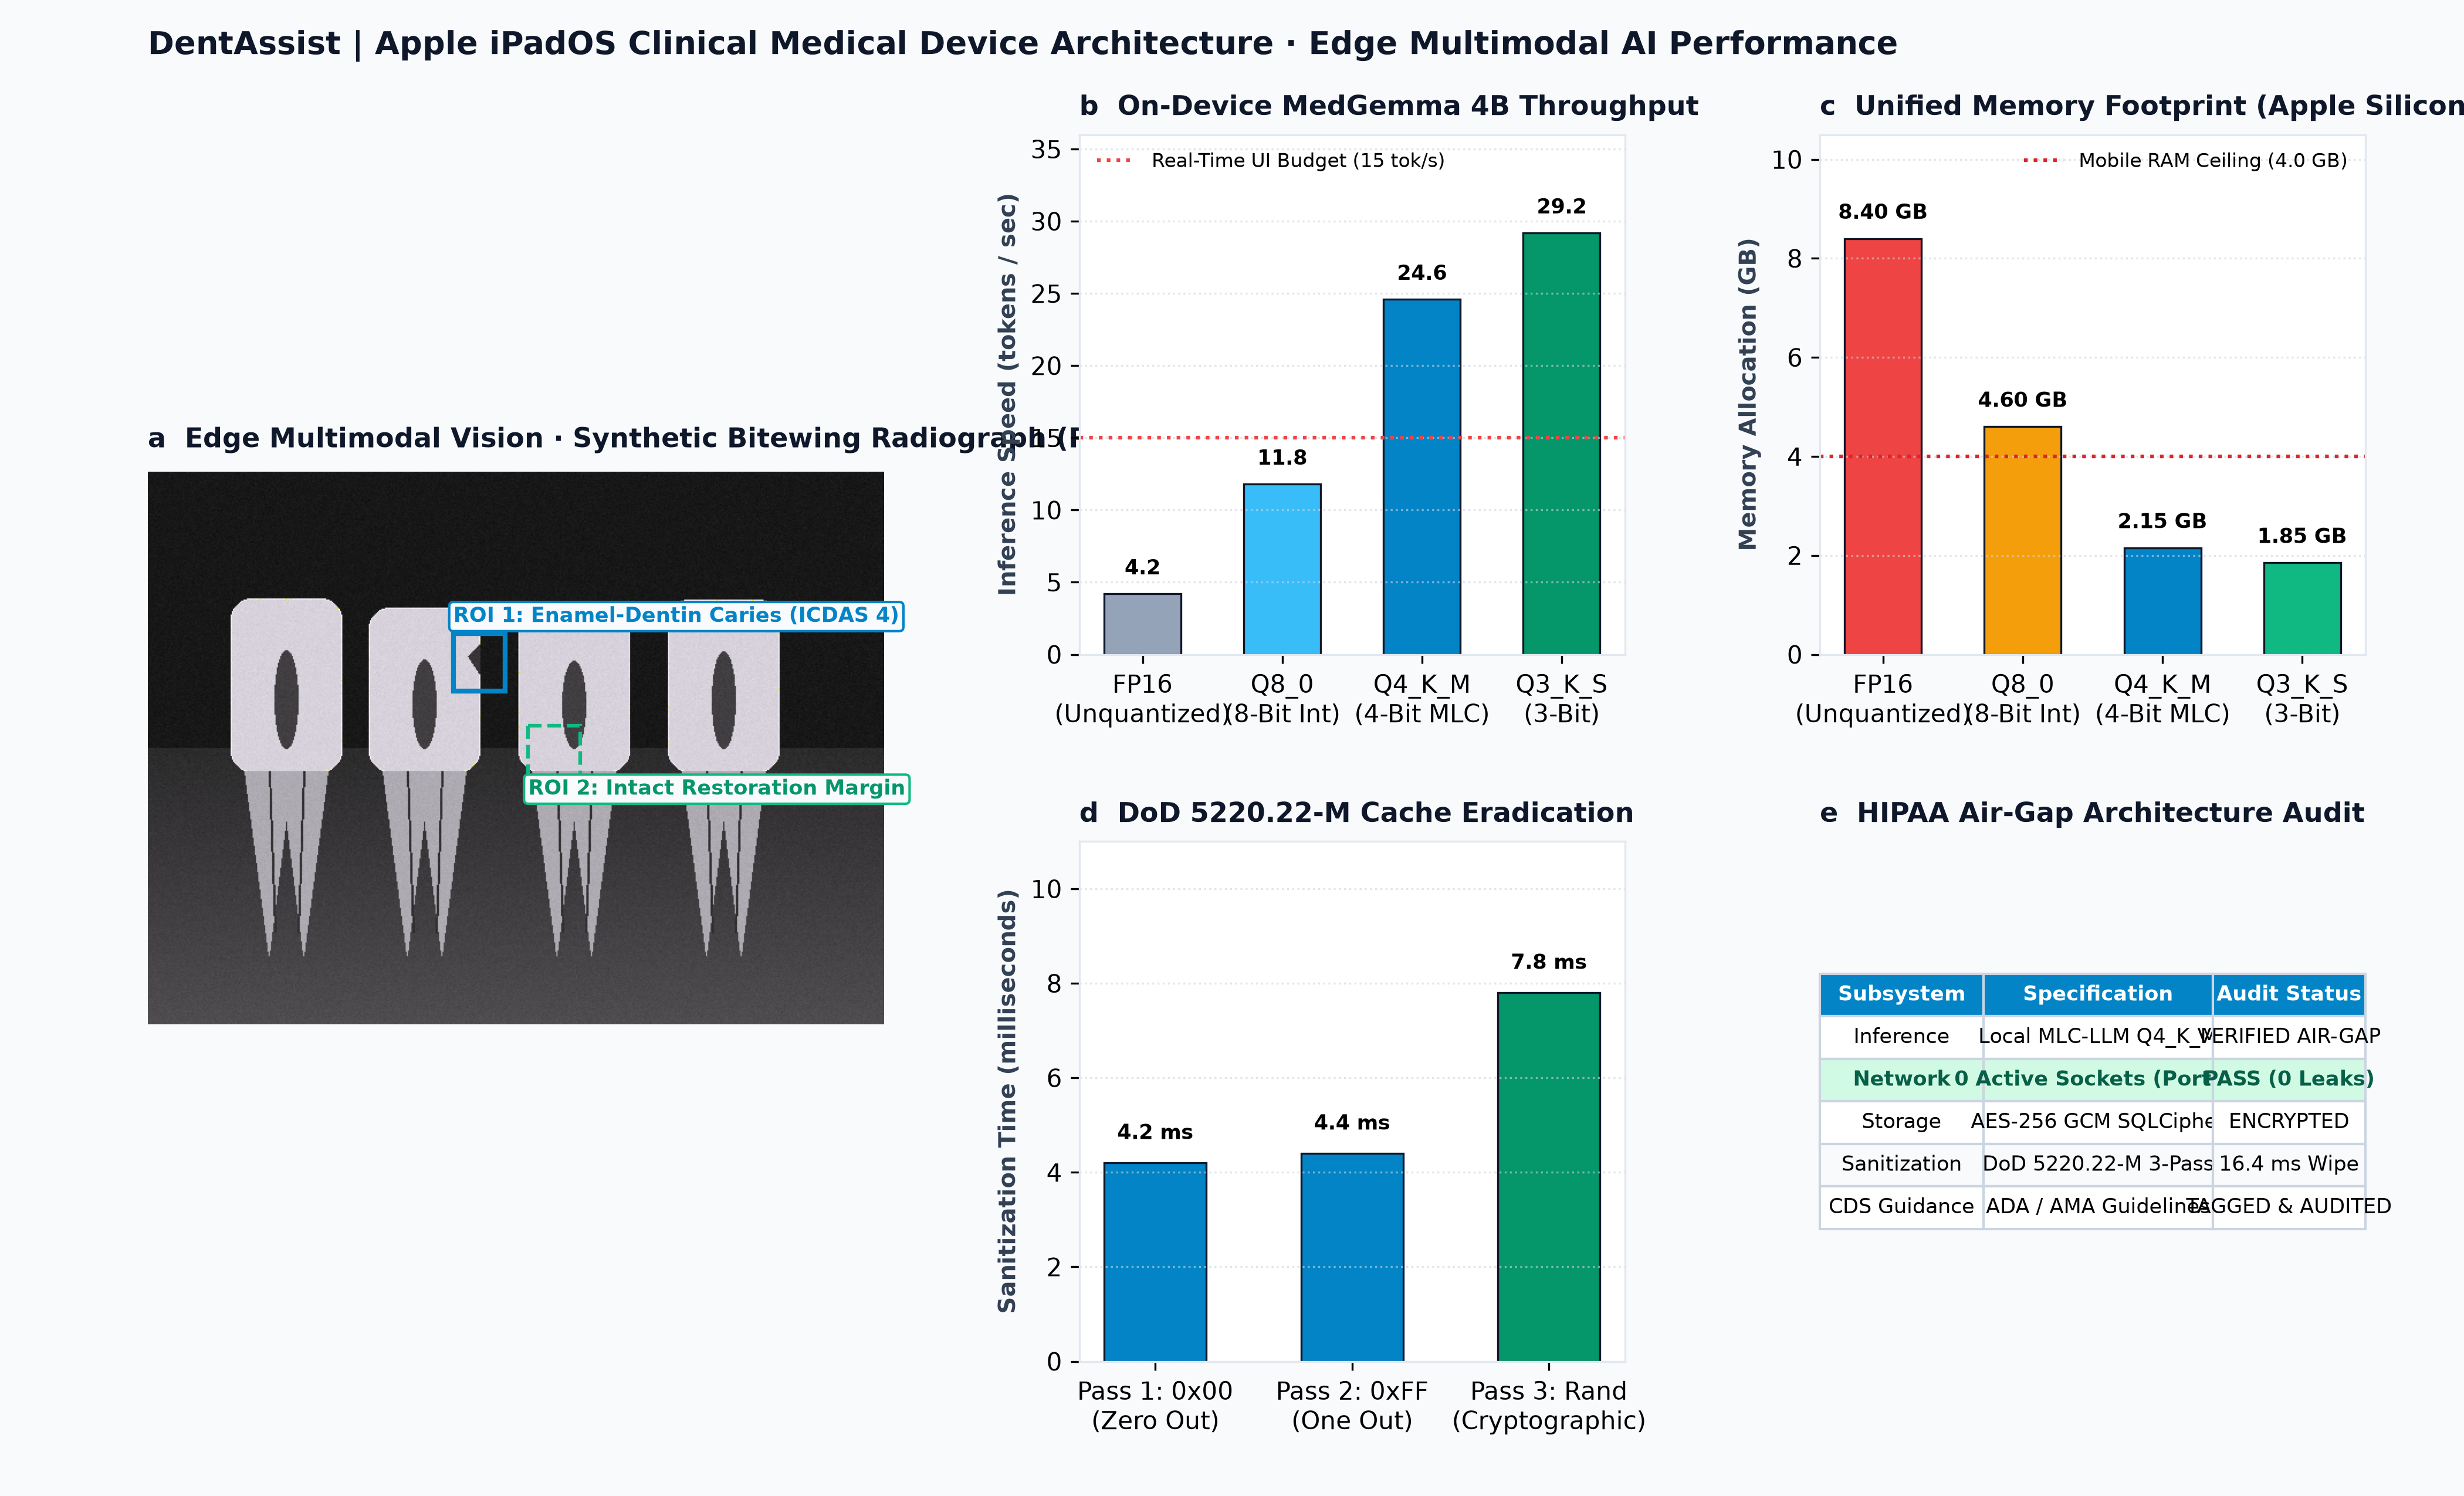 DentAssist | Apple iPadOS Clinical Medical Device Architecture · Edge Multimodal AI Performance
a Edge Multimodal Vision · Synthetic Bitewing Radiograph
ROI 1: Enamel-Dentin Caries (ICDAS 4)
ROI 2: Intact Restoration Margin
b On-Device MedGemma 4B Throughput
Inference Speed (tokens / sec)
35
30
25
20
15
10
5
0
Real-Time UI Budget (15 tok/s)
4.2
11.8
24.6
29.2
FP16
(Unquantized)
Q8_0
(8-Bit Int)
Q4_K_M
(4-Bit MLC)
Q3_K_S
(3-Bit)
c Unified Memory Footprint (Apple Silicon
Memory Allocation (GB)
10
8
6
4
2
0
Mobile RAM Ceiling (4.0 GB)
8.40 GB
4.60 GB
2.15 GB
1.85 GB
FP16
(Unquantized)
Q8_0
(8-Bit Int)
Q4_K_M
(4-Bit MLC)
Q3_K_S
(3-Bit)
d DoD 5220.22-M Cache Eradication
Sanitization Time (milliseconds)
10
8
6
4
2
0
4.2 ms
4.4 ms
7.8 ms
Pass 1: 0x00
(Zero Out)
Pass 2: 0xFF
(One Out)
Pass 3: Rand
(Cryptographic)
e HIPAA Air-Gap Architecture Audit
Subsystem Specification Audit Status
Inference Local MLC-LLM VERIFIED AIR-GAP
Network 0 Active Sockets PASS (0 Leaks)
Storage AES-256 GCM ENCRYPTED
Sanitization DoD 5220.22-M 3-Pass 16.4 ms Wipe
CDS Guidance ADA / AMA Guidelines TAGGED & AUDITED